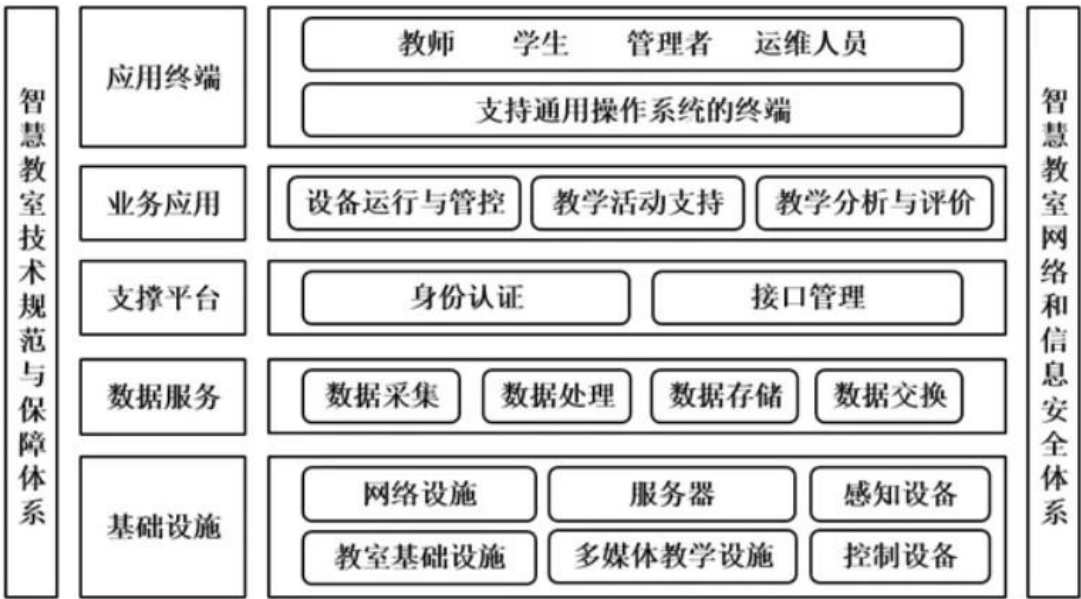 智慧教室技术规范与保障体系
应用终端
教师 学生 管理者 运维人员
支持通用操作系统的终端
业务应用
设备运行与管控 教学活动支持 教学分析与评价
支撑平台
身份认证 接口管理
数据服务
数据采集 数据处理 数据存储 数据交换
基础设施
网络设施 服务器 感知设备
教室基础设施 多媒体教学设施 控制设备
智慧教室网络和信息安全体系